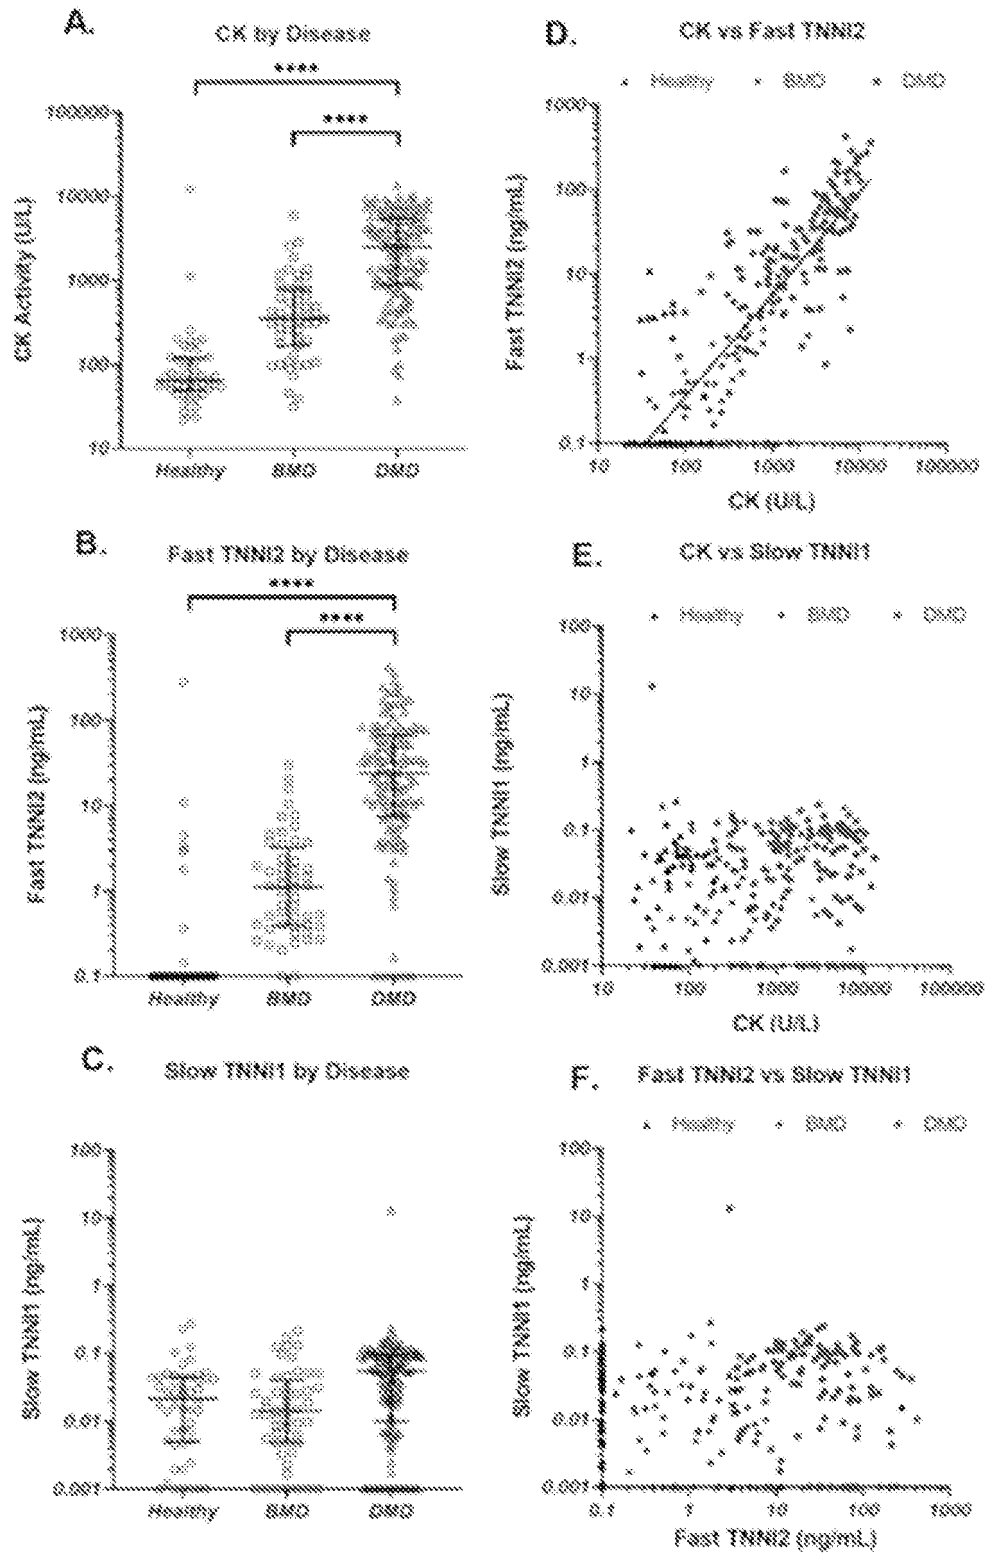 A.
CK by Disease
****
****
CK Activity (U/L)
100000
10000
1000
100
10
Healthy BMD DMD
D.
CK vs Fast TNNI2
Healthy BMD DMD
Fast TNNI2 (ng/mL)
1000
100
10
1
0.1
10 100 1000 10000 100000
CK (U/L)
B.
Fast TNNI2 by Disease
****
****
Fast TNNI2 (ng/mL)
1000
100
10
1
0.1
Healthy BMD DMD
E.
CK vs Slow TNNI1
Healthy BMD DMD
Slow TNNI1 (ng/mL)
100
10
1
0.1
0.01
0.001
10 100 1000 10000 100000
CK (U/L)
C.
Slow TNNI1 by Disease
Slow TNNI1 (ng/mL)
100
10
1
0.1
0.01
0.001
Healthy BMD DMD
F.
Fast TNNI2 vs Slow TNNI1
Healthy BMD DMD
Slow TNNI1 (ng/mL)
100
10
1
0.1
0.01
0.001
0.1 1 10 100 1000
Fast TNNI2 (ng/mL)